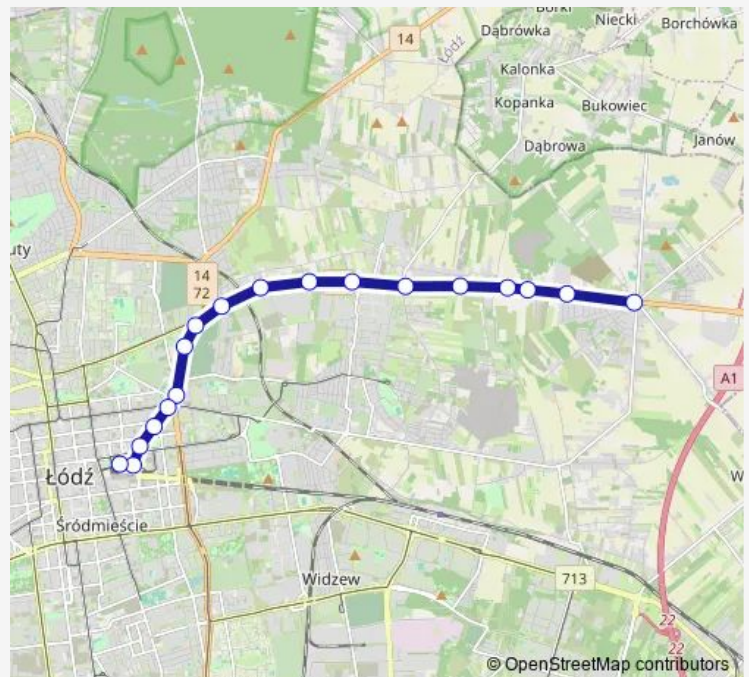 Borki
Niecki
Borchówka
Dąbrówka
14
Łódź
Kalonka
Kopanka
Bukowiec
Janów
Dąbrowa
uty
14
72
A1
W
Łódź
Śródmieście
Widzew
713
22
22
© OpenStreetMap contributors